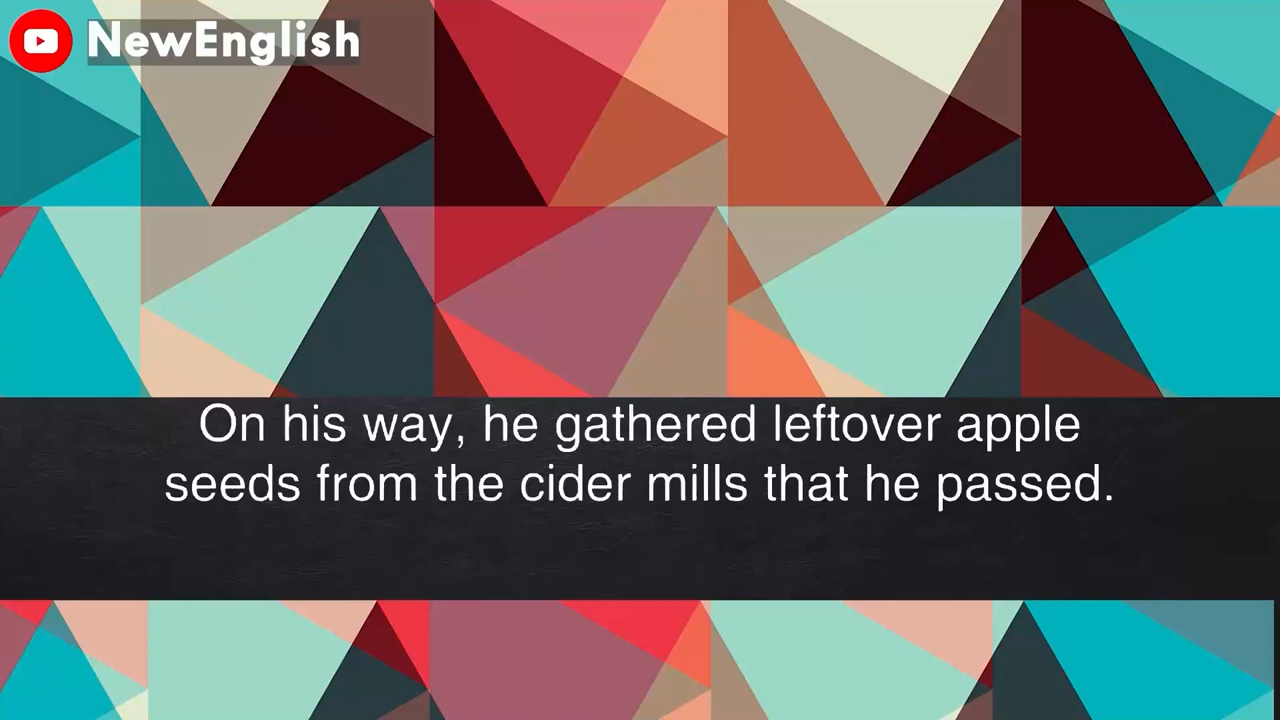 NewEnglish
On his way, he gathered leftover apple
seeds from the cider mills that he passed.